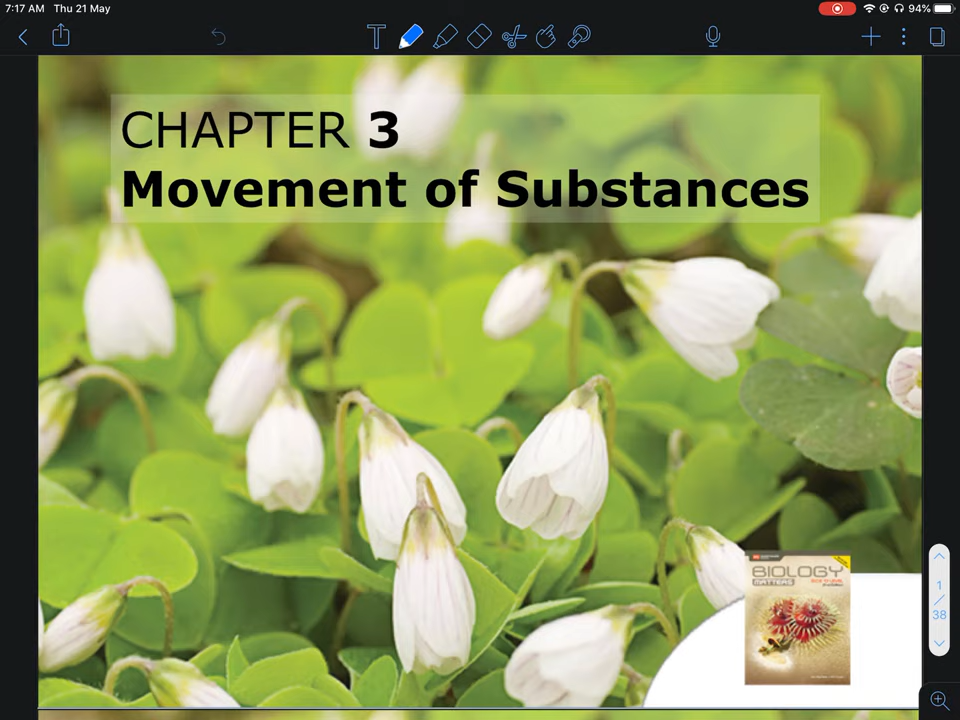 7:17 AM Thu 21 May
94%
T
CHAPTER 3
Movement of Substances
BIOLOGY
MATTERS
1
/
38